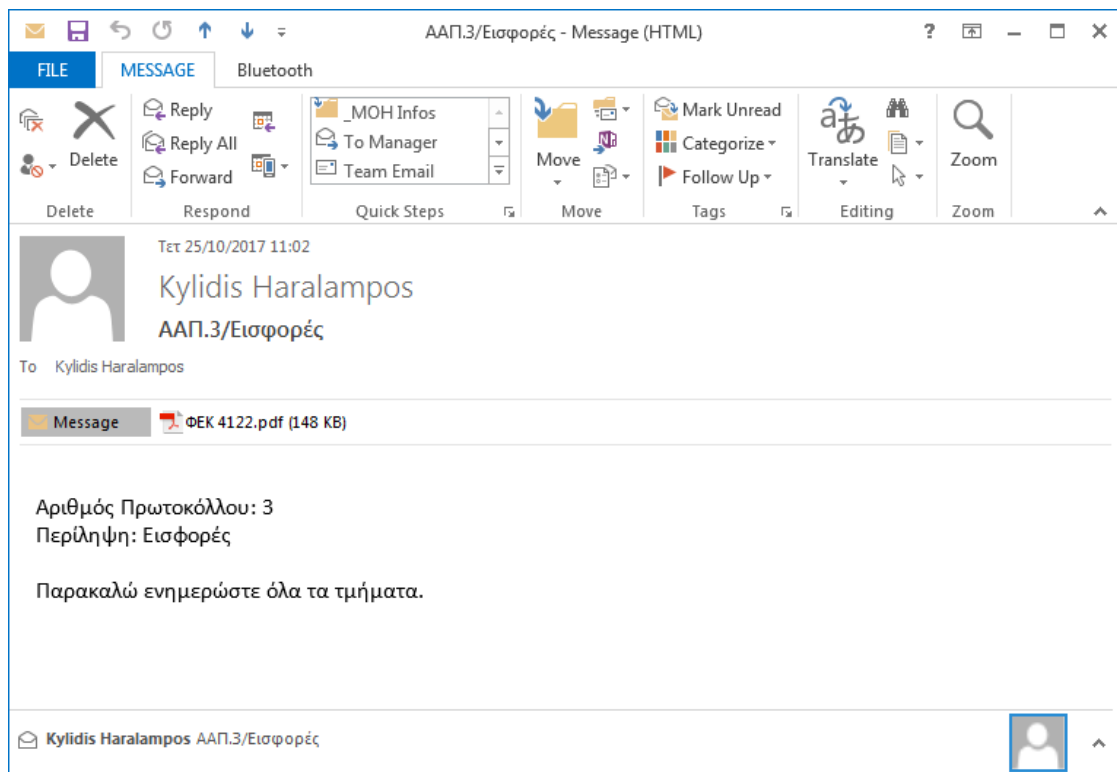 ΑΑΠ.3/Εισφορές - Message (HTML)
?
FILE
MESSAGE
Bluetooth
Delete
Reply
Reply All
Forward
_MOH Infos
To Manager
Team Email
Move
Mark Unread
Categorize
Follow Up
Translate
Zoom
Delete
Respond
Quick Steps
Move
Tags
Editing
Zoom
Τετ 25/10/2017 11:02
Kylidis Haralampos
ΑΑΠ.3/Εισφορές
To Kylidis Haralampos
Message
ΦΕΚ 4122.pdf (148 KB)
Αριθμός Πρωτοκόλλου: 3
Περίληψη: Εισφορές
Παρακαλώ ενημερώστε όλα τα τμήματα.
Kylidis Haralampos ΑΑΠ.3/Εισφορές